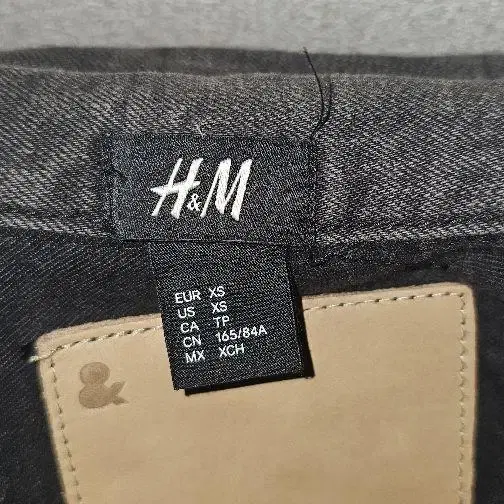 H&M
EUR XS
US XS
CA TP
CN 165/84A
MX XCH
&